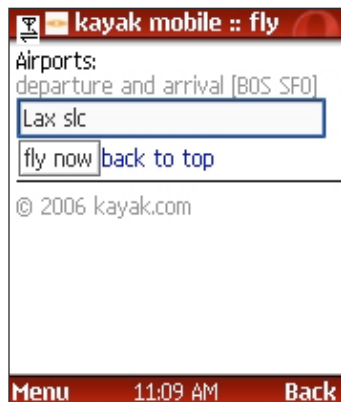 kayak mobile :: fly
Airports:
departure and arrival [BOS SFO]
Lax slc
fly now back to top
© 2006 kayak.com
Menu 11:09 AM Back